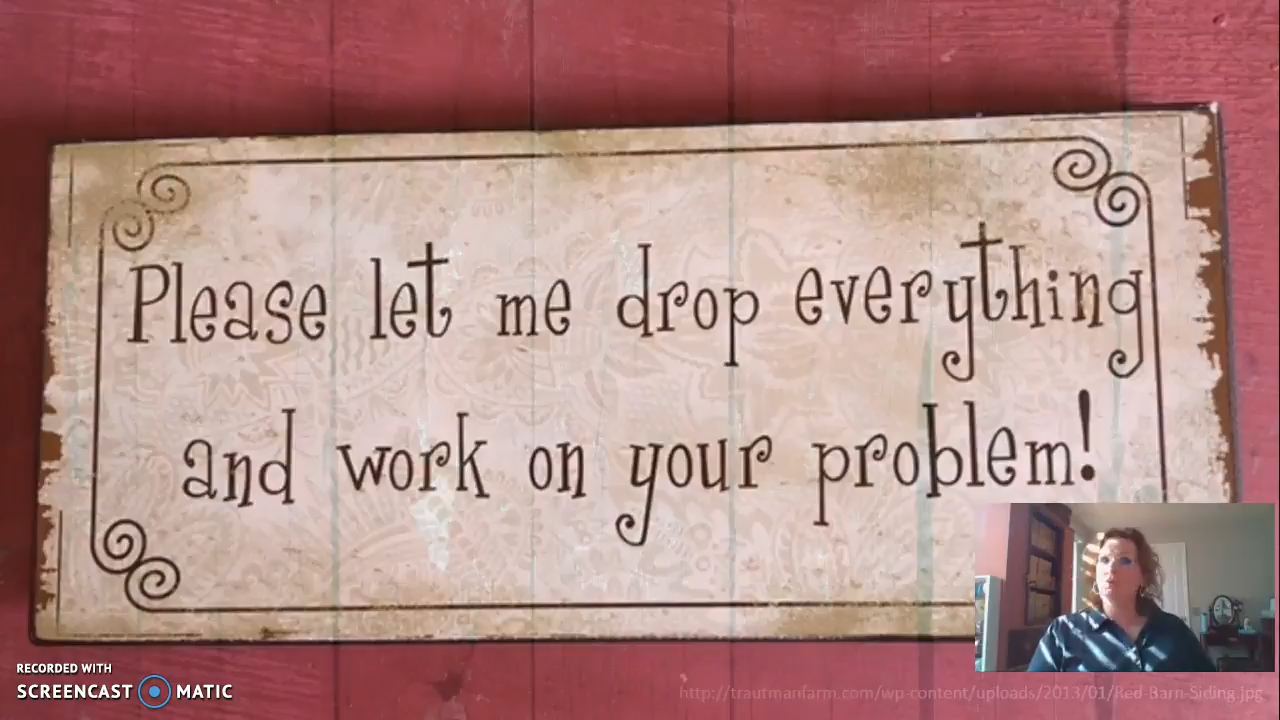 Please let me drop everything
and work on your problem!
RECORDED WITH
SCREENCAST MATIC
http://trautmanfarm.com/wp-content/uploads/2013/01/Red-Barn-Siding.jpg